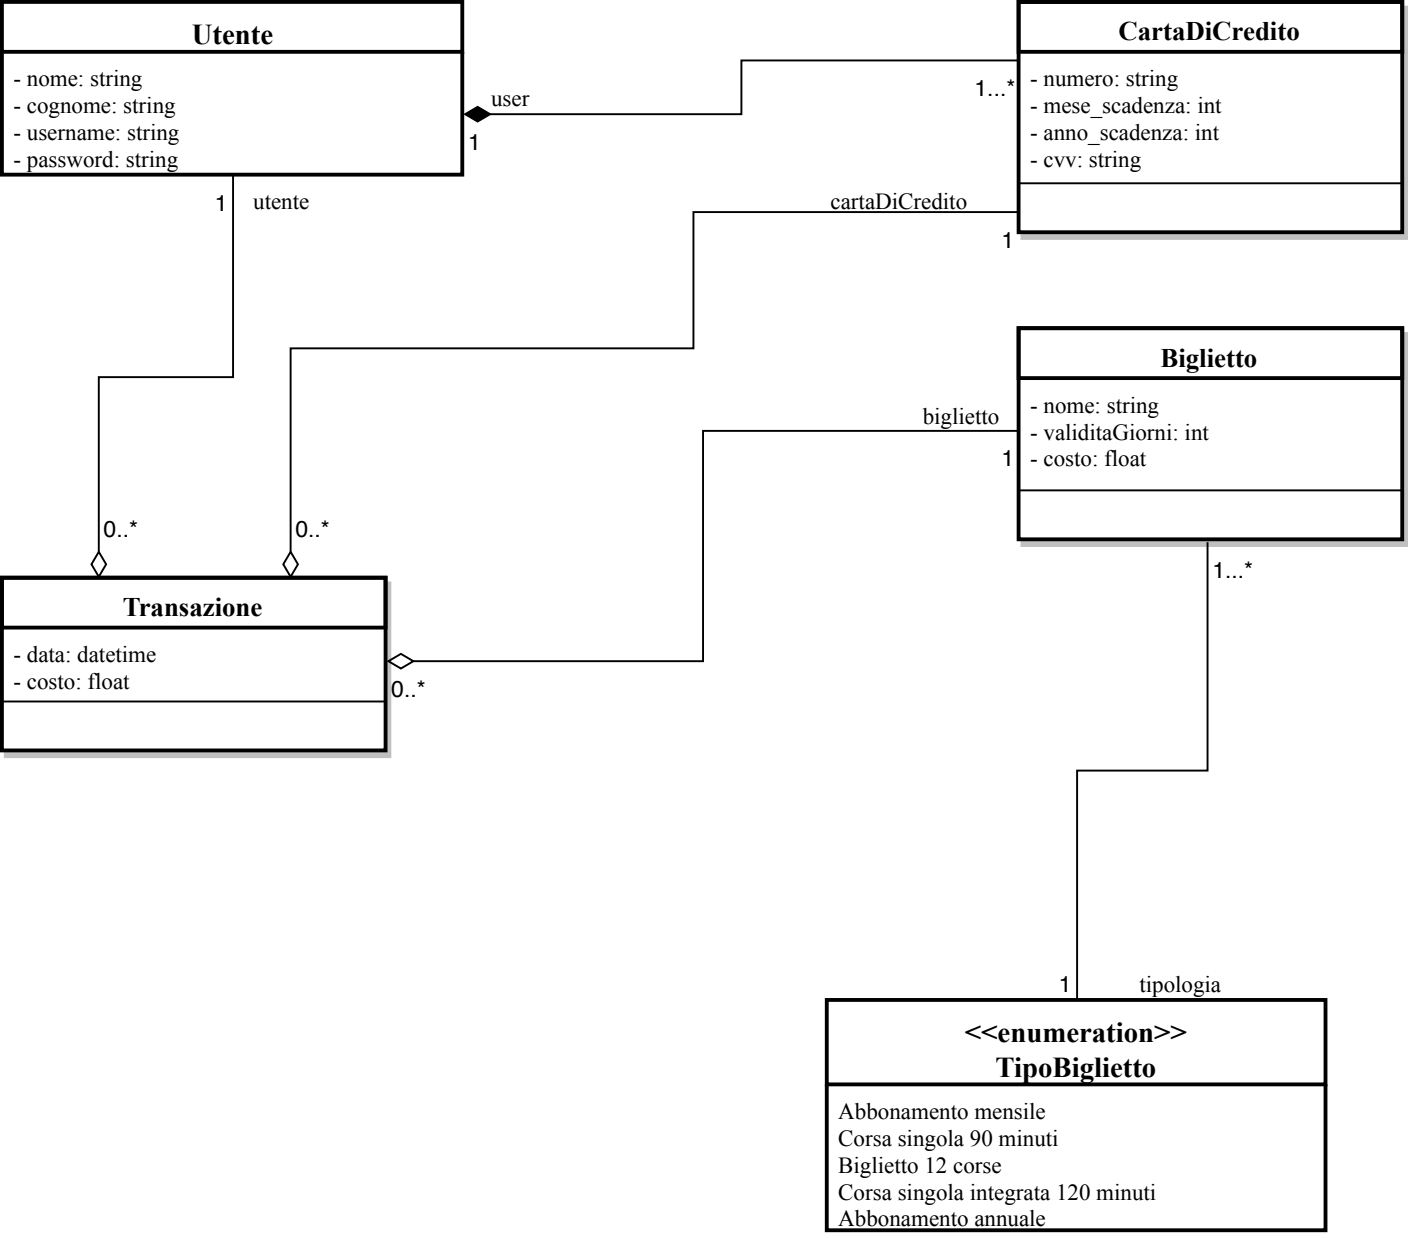 Utente
- nome: string
- cognome: string
- username: string
- password: string
user
1
1...*
CartaDiCredito
- numero: string
- mese_scadenza: int
- anno_scadenza: int
- cvv: string
1
utente
cartaDiCredito
1
Biglietto
- nome: string
- validitaGiorni: int
- costo: float
biglietto
1
0..*
0..*
Transazione
- data: datetime
- costo: float
0..*
1...*
1
tipologia
<<enumeration>>
TipoBiglietto
Abbonamento mensile
Corsa singola 90 minuti
Biglietto 12 corse
Corsa singola integrata 120 minuti
Abbonamento annuale